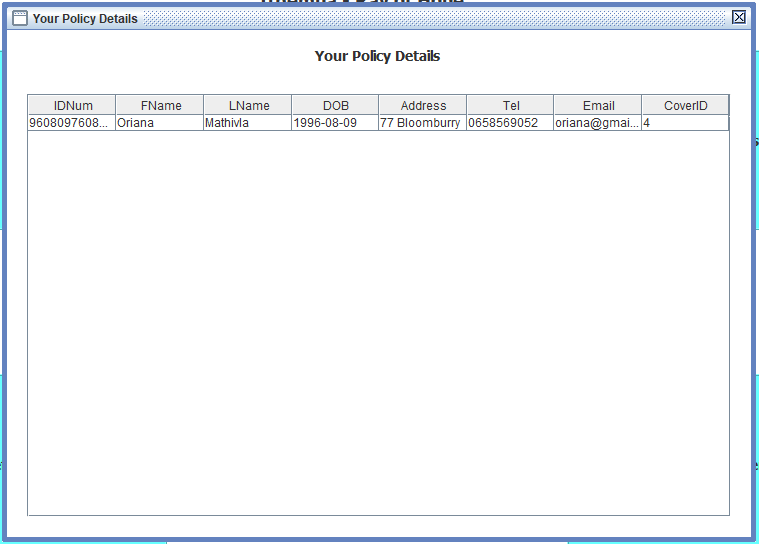 Your Policy Details
Your Policy Details
IDNum FName LName DOB Address Tel Email CoverID
9608097608... Oriana Mathivla 1996-08-09 77 Bloomburry 0658569052 oriana@gmai... 4